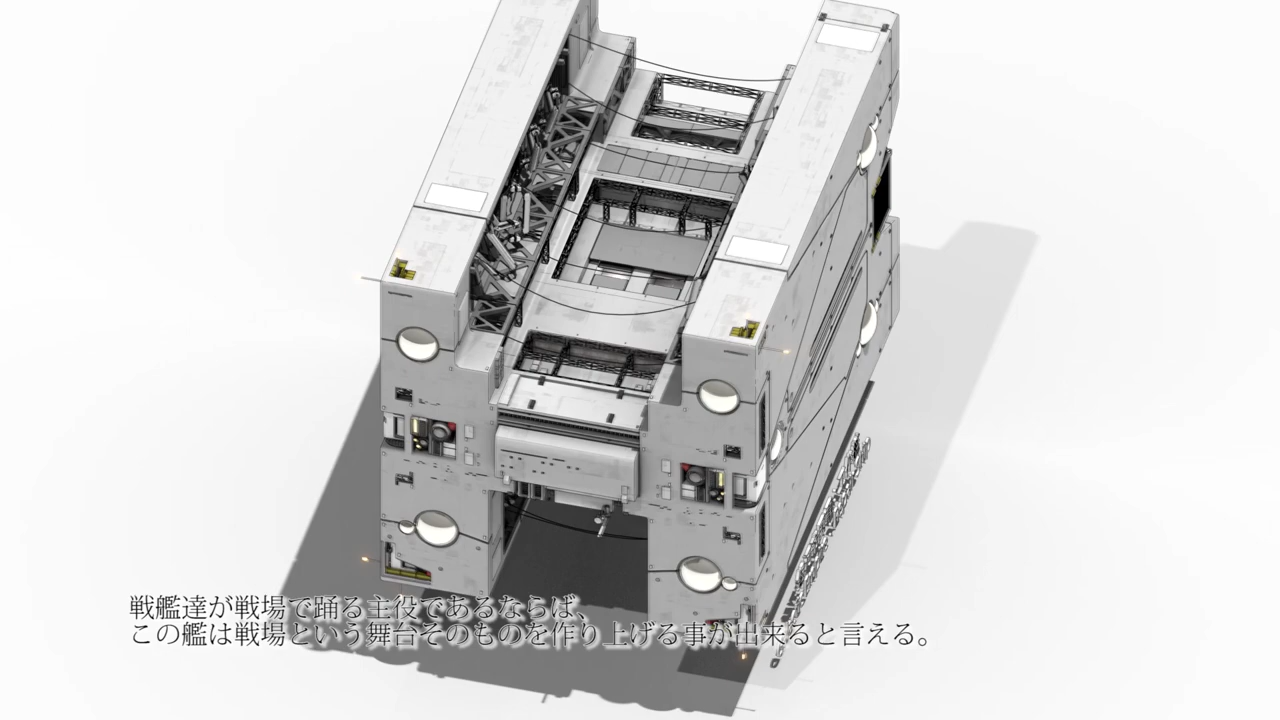 戦艦達が戦場で踊る主役であるならば、
この艦は戦場という舞台そのものを作り上げる事が出来ると言える。